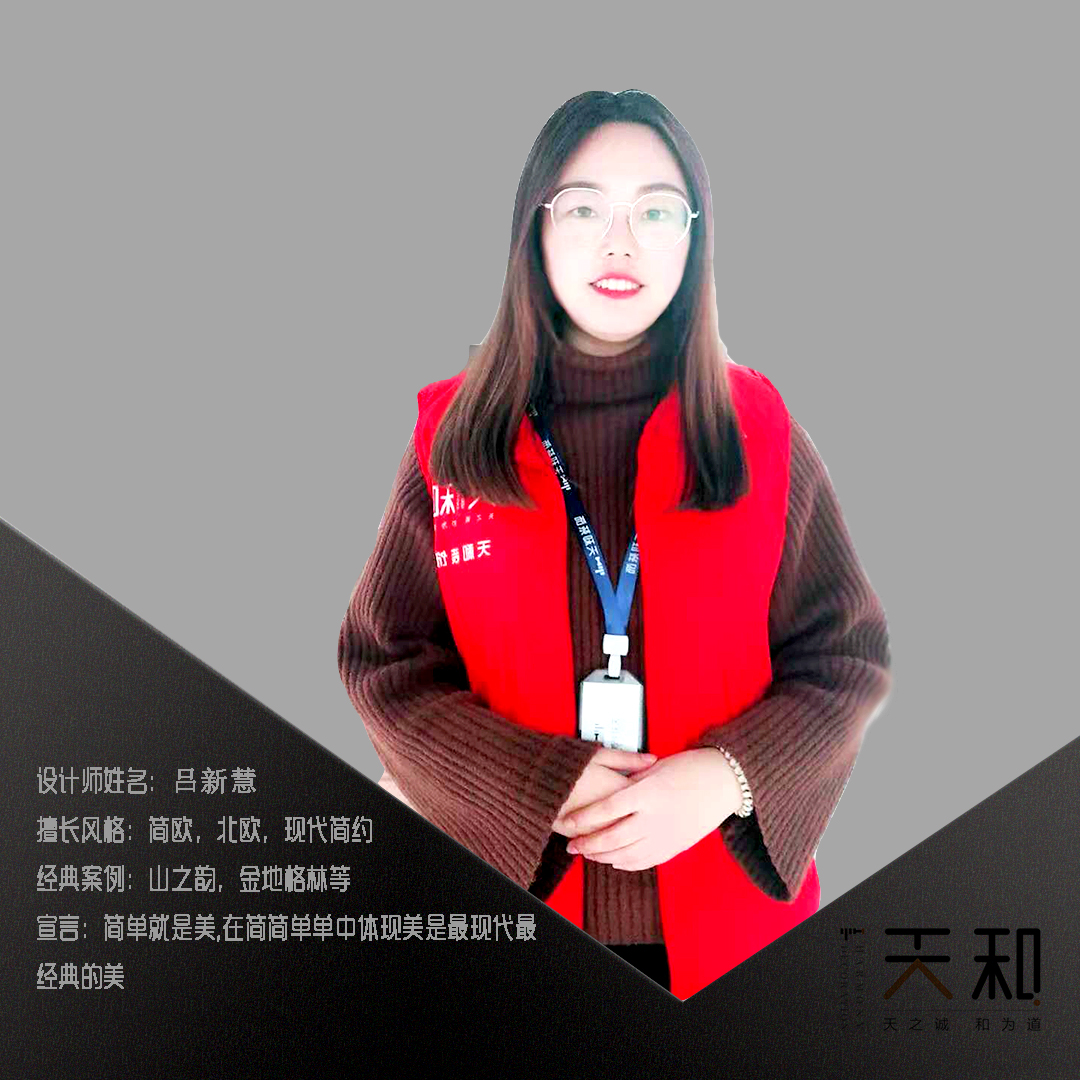 设计师姓名：吕新慧
擅长风格：简欧，北欧，现代简约
经典案例：山之韵，金地格林等
宣言：简单就是美,在简简单单中体现美是最现代最
经典的美
天和
天之诚 和为道